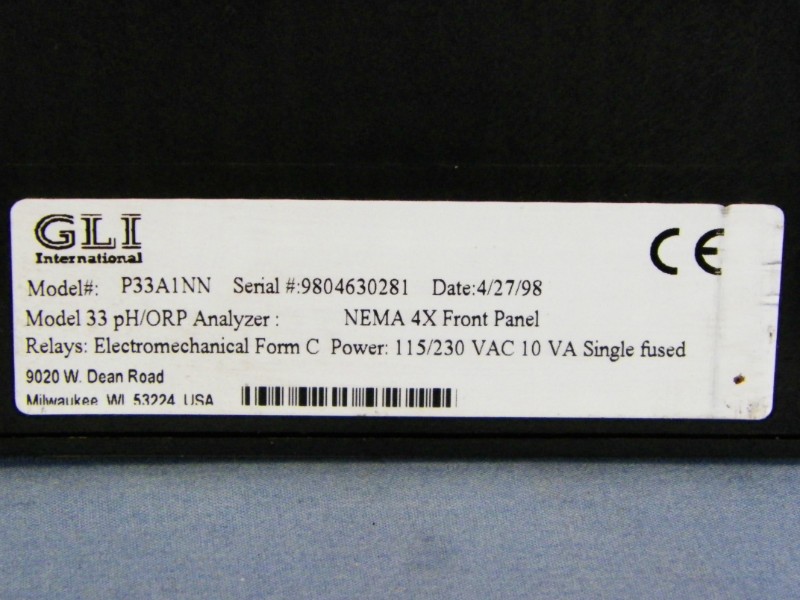 GLI
International
CE
Model#: P33A1NN Serial #:9804630281 Date:4/27/98
Model 33 pH/ORP Analyzer : NEMA 4X Front Panel
Relays: Electromechanical Form C Power: 115/230 VAC 10 VA Single fused
9020 W. Dean Road
Milwaukee WI 53224 USA